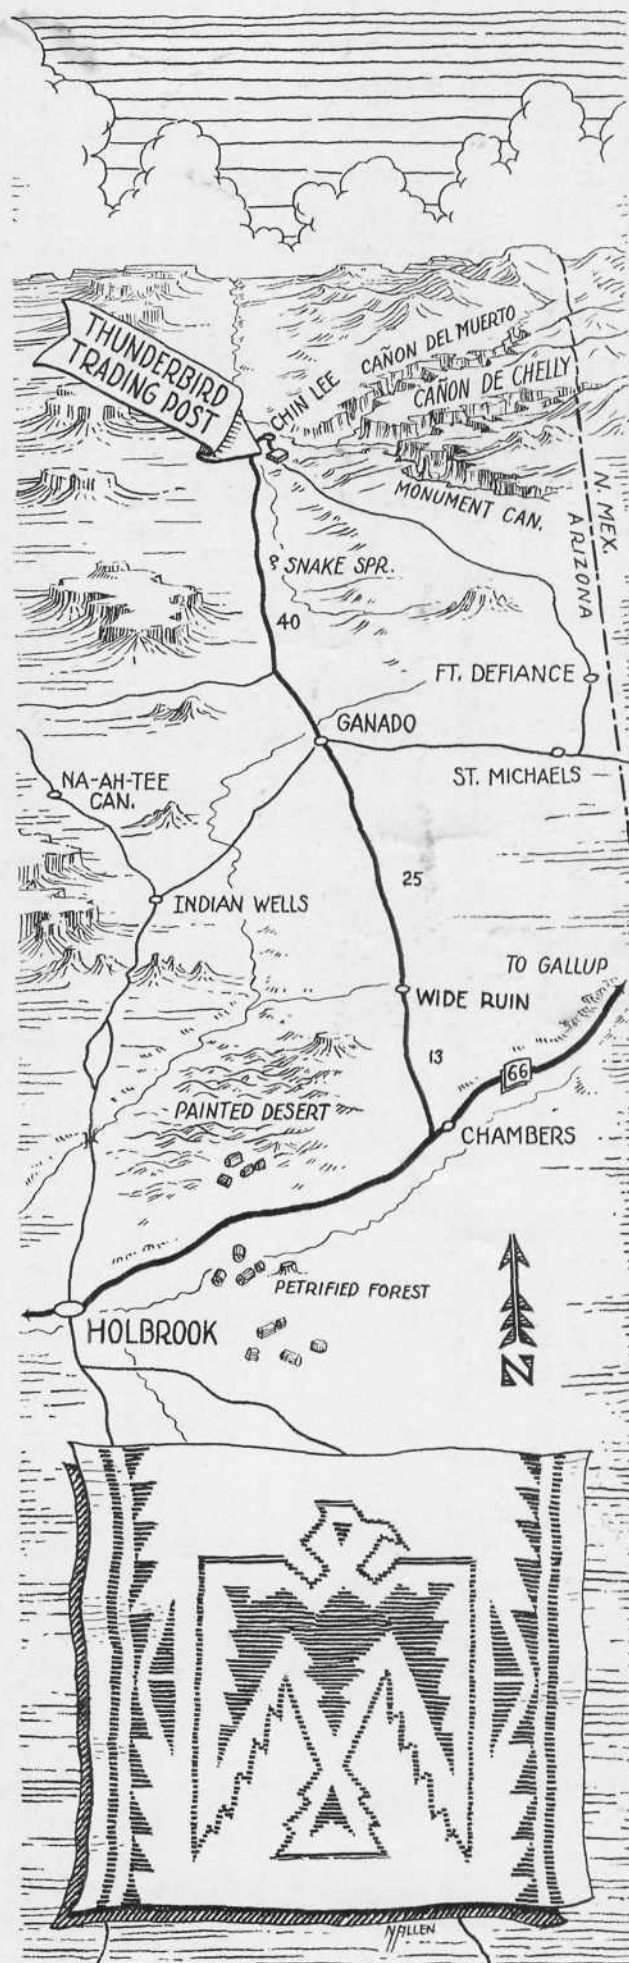 THUNDERBIRD
TRADING POST
CHIN LEE
CAÑON DEL MUERTO
CAÑON DE CHELLY
MONUMENT CAN.
N. MEX.
ARIZONA
SNAKE SPR.
40
FT. DEFIANCE
GANADO
ST. MICHAELS
NA-AH-TEE
CAN.
25
INDIAN WELLS
TO GALLUP
WIDE RUIN
13
66
PAINTED DESERT
CHAMBERS
PETRIFIED FOREST
HOLBROOK
N
N ALLEN